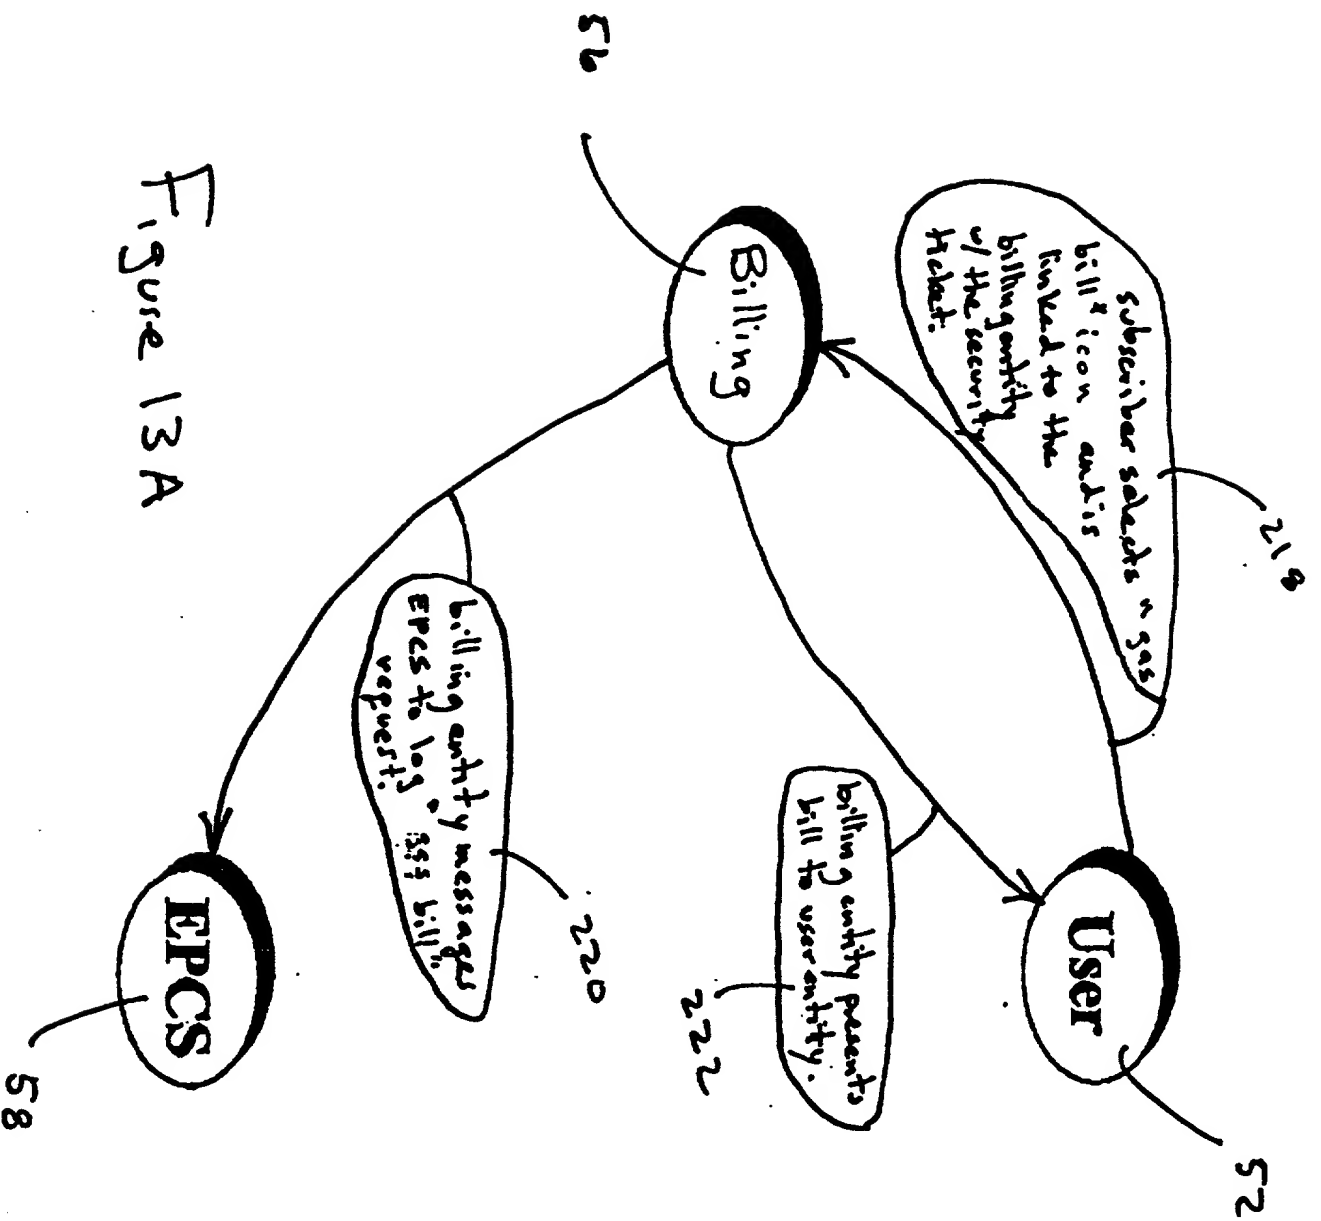 218
subscriber selects "gas
bill" icon and is
linked to the
billing entity
w/ the security
ticket.
User
52
56
Billing
billing entity presents
bill to user entity.
222
220
billing entity messages
EPCS to log "
bill"
request.
EPCS
58
Figure 13A